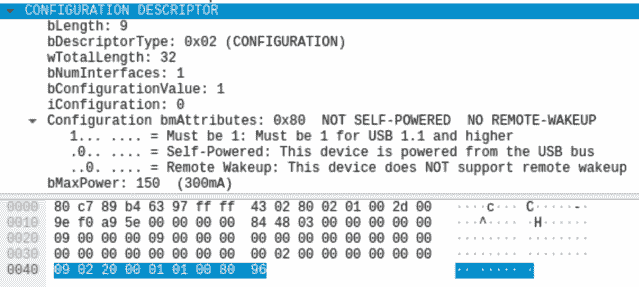 CONFIGURATION DESCRIPTOR
bLength: 9
bDescriptorType: 0x02 (CONFIGURATION)
wTotalLength: 32
bNumInterfaces: 1
bConfigurationValue: 1
iConfiguration: 0
Configuration bmAttributes: 0x80  NOT SELF-POWERED  NO REMOTE-WAKEUP
1... .... = Must be 1: Must be 1 for USB 1.1 and higher
.0.. .... = Self-Powered: This device is powered from the USB bus
..0. .... = Remote Wakeup: This device does NOT support remote wakeup
bMaxPower: 150  (300mA)
0000 80 c7 89 b4 63 97 ff ff 43 02 80 02 01 00 2d 00 ····c··· C·····-·
0010 9e f0 a9 5e 00 00 00 00 84 48 03 00 00 00 00 00 ···^···· ·H······
0020 09 00 00 00 09 00 00 00 00 00 00 00 00 00 00 00 ········ ········
0030 00 00 00 00 00 00 00 00 00 02 00 00 00 00 00 00 ········ ········
0040 09 02 20 00 01 01 00 80 96 ·· ····· ·